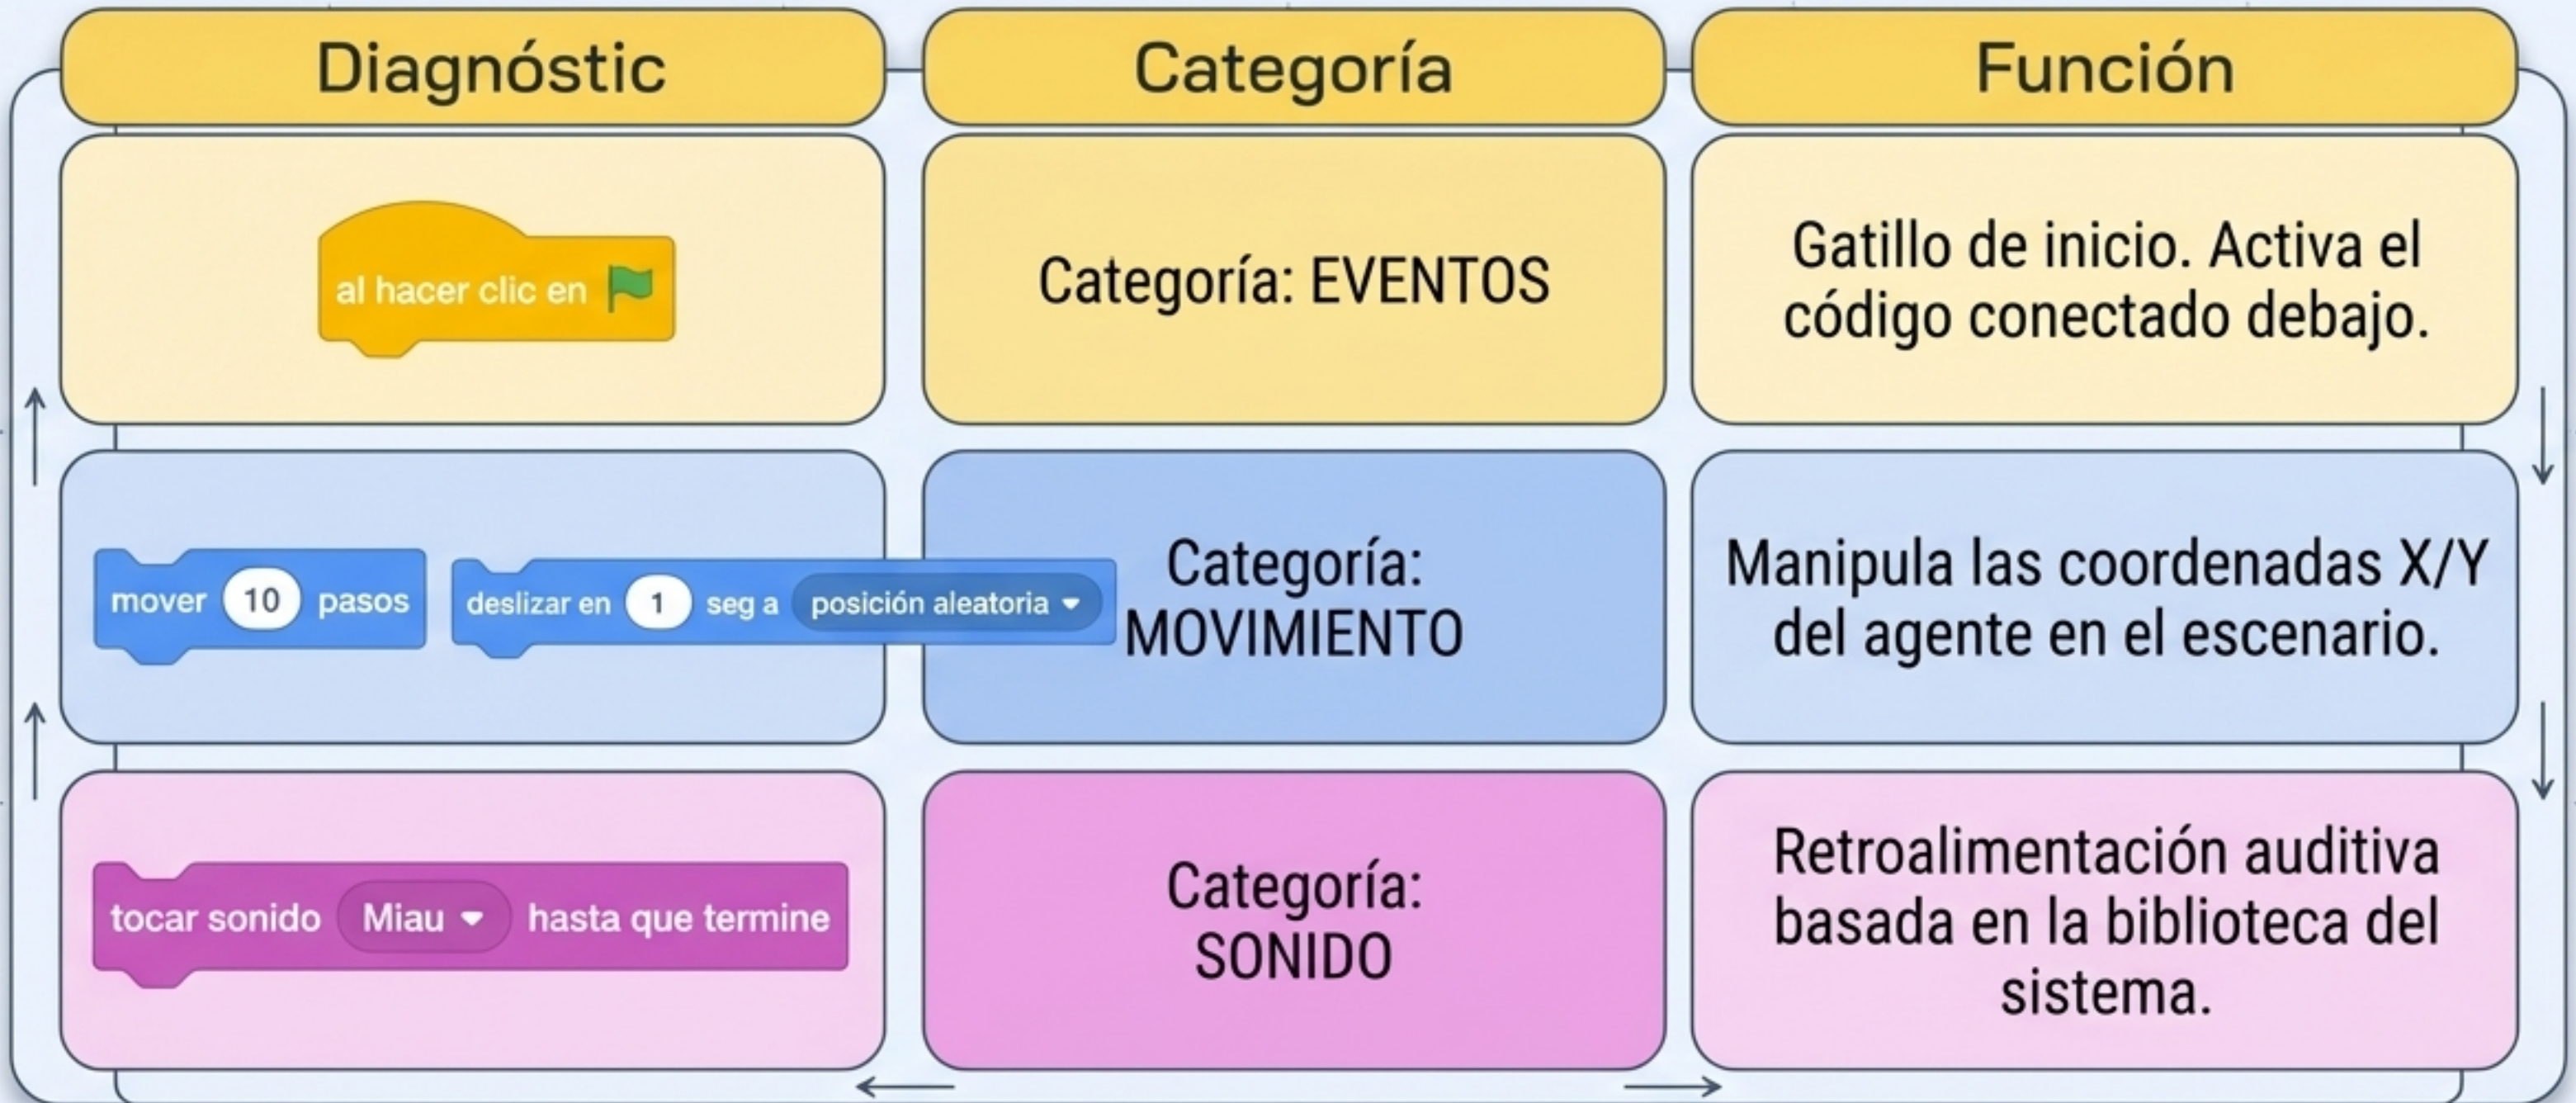 Diagnóstic
Categoría
Función
al hacer clic en
Categoría: EVENTOS
Gatillo de inicio. Activa el
código conectado debajo.
mover 10 pasos
deslizar en 1 seg a posición aleatoria
Categoría:
MOVIMIENTO
Manipula las coordenadas X/Y
del agente en el escenario.
tocar sonido Miau hasta que termine
Categoría:
SONIDO
Retroalimentación auditiva
basada en la biblioteca del
sistema.